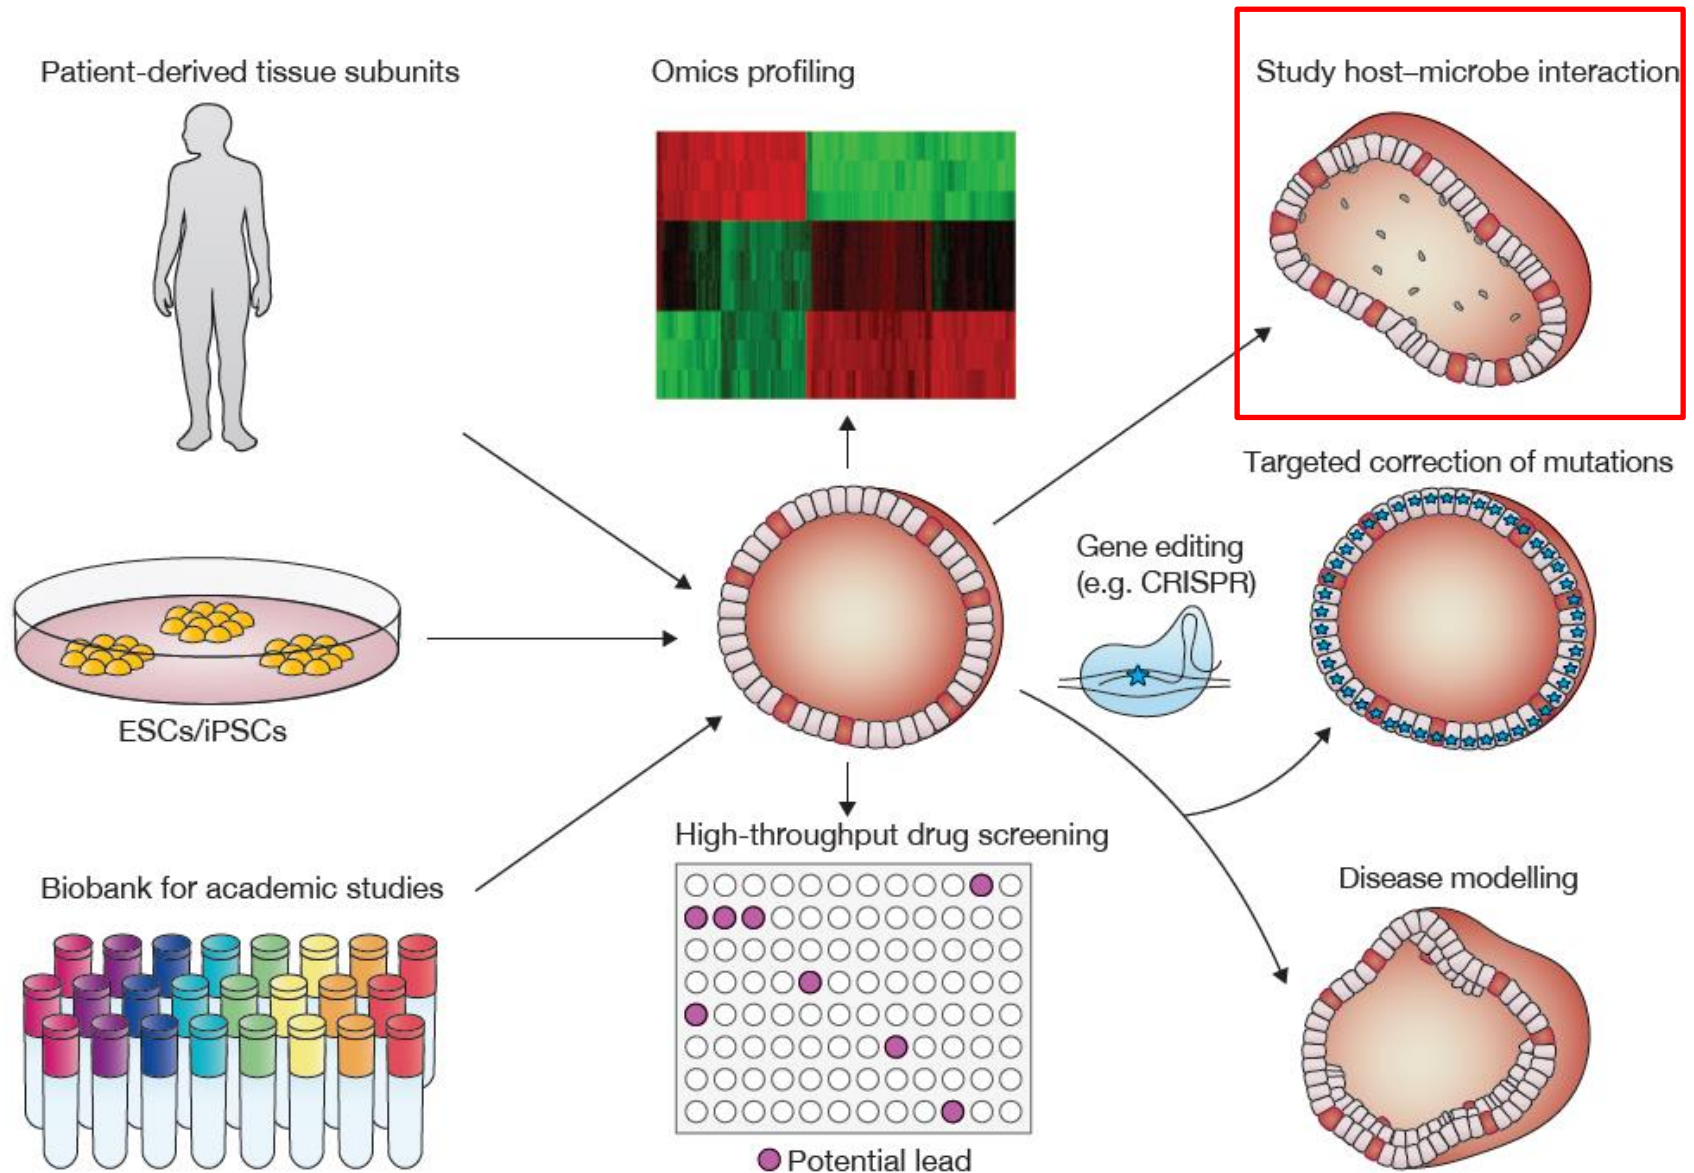 Patient-derived tissue subunits
Omics profiling
Study host–microbe interaction
Targeted correction of mutations
Gene editing
(e.g. CRISPR)
ESCs/iPSCs
High-throughput drug screening
Biobank for academic studies
Disease modelling
Potential lead